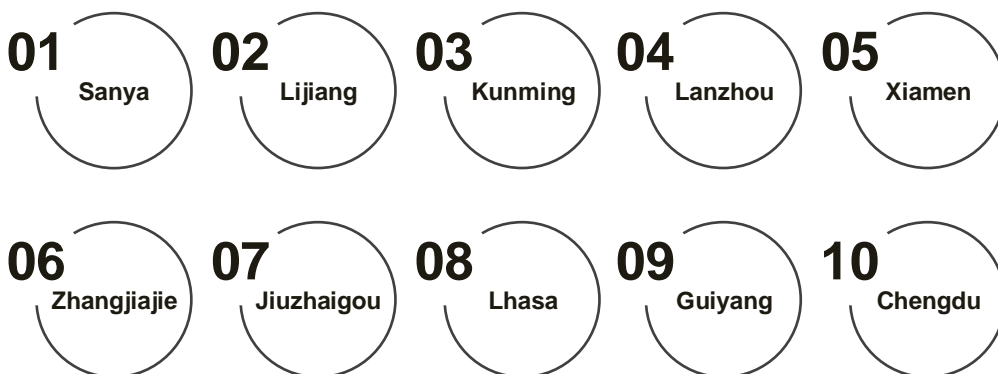 01 02 03 04 05
Sanya Lijiang Kunming Lanzhou Xiamen
06 07 08 09 10
Zhangjiajie Jiuzhaigou Lhasa Guiyang Chengdu